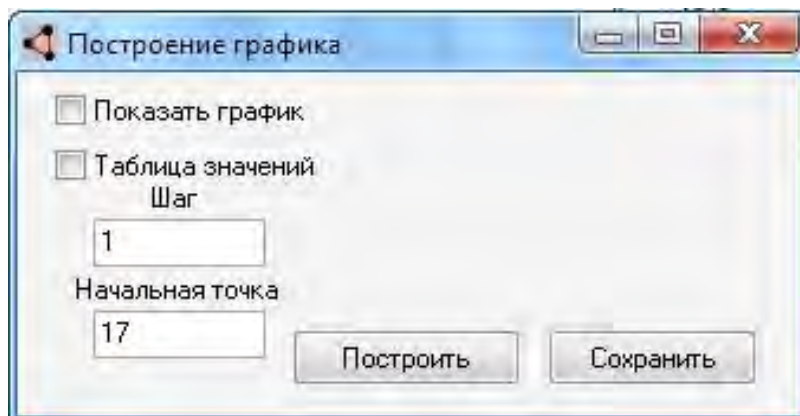 Построение графика
Показать график
Таблица значений
Шаг
1
Начальная точка
17
Построить
Сохранить